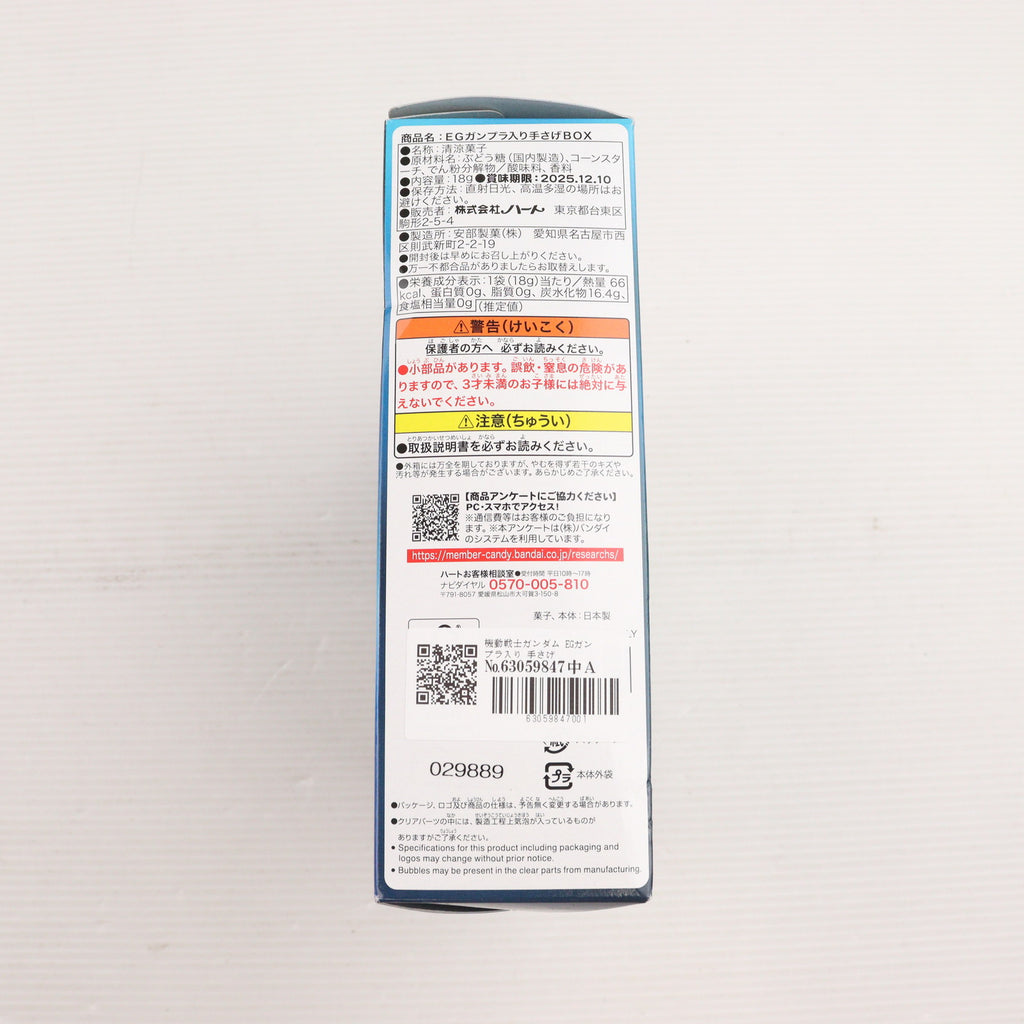 商品名：EGガンプラ入り手さげBOX
●名称：清涼菓子
●原材料名：ぶどう糖（国内製造）、コーンスタ
ーチ、でん粉分解物／酸味料、香料
●内容量：18g●賞味期限：2025.12.10
●保存方法：直射日光、高温多湿の場所はお
避けください。
●販売者：株式会社ハート 東京都台東区
駒形2-5-4
●製造所：安部製菓（株） 愛知県名古屋市西
区則武新町2-2-19
●開封後は早めにお召し上がりください。
●万一不都合品がありましたらお取替えします。
●栄養成分表示：1袋（18g）当たり／熱量 66
kcal、蛋白質0g、脂質0g、炭水化物16.4g、
食塩相当量0g（推定値）
⚠警告（けいこく）
保護者の方へ 必ずお読みください。
●小部品があります。誤飲・窒息の危険があ
りますので、3才未満のお子様には絶対に与
えないでください。
⚠注意（ちゅうい）
●取扱説明書を必ずお読みください。
●外箱には万全を期しておりますが、やむを得ず若干のキズや
汚れ等が発生する場合がございます。あらかじめご了承ください。
【商品アンケートにご協力ください】
PC・スマホでアクセス！
※通信費等はお客様のご負担になり
ます。※本アンケートは（株）バンダイ
のシステムを利用しています。
https://member-candy.bandai.co.jp/researchs/
ハートお客様相談室●受付時間 平日10時～17時
ナビダイヤル 0570-005-810
〒791-8057 愛媛県松山市大可賀3-150-8
菓子、本体：日本製
機動戦士ガンダム EGガン
プラ入り 手さげ
No.63059847中A
63059847001
029889
プラ 本体外袋
●パッケージ、ロゴ及び商品の仕様は、予告無く変更する場合があります。
●クリアパーツの中には、製造工程上気泡が入っているものが
ありますがご了承ください。
• Specifications for this product including packaging and
logos may change without prior notice.
• Bubbles may be present in the clear parts from manufacturing.